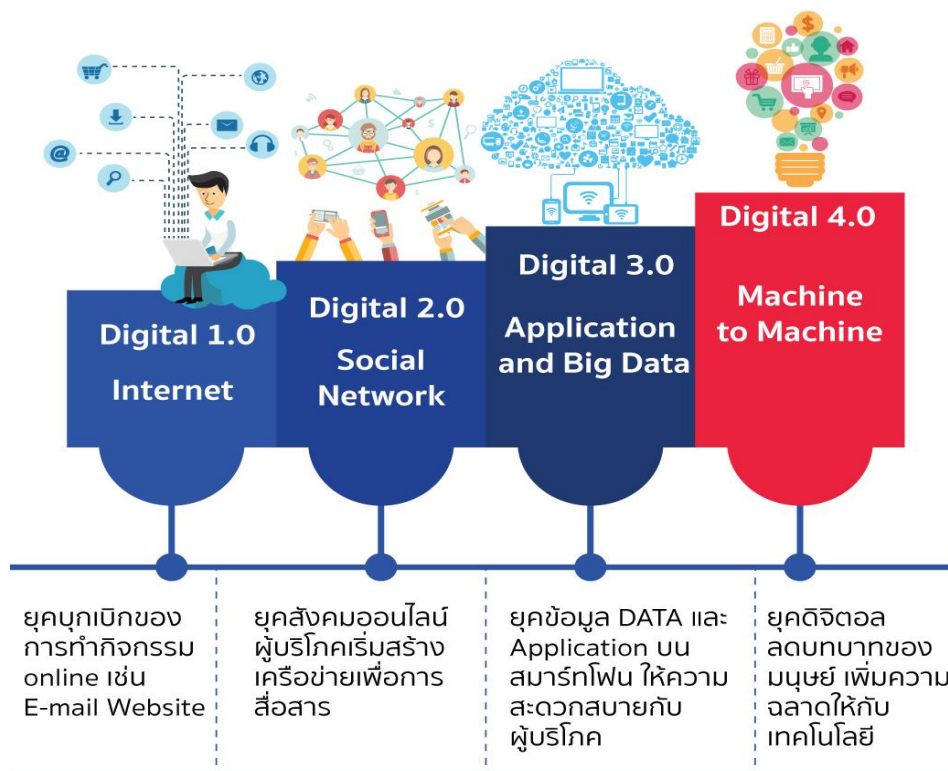 Digital 1.0
Internet
Digital 2.0
Social
Network
Digital 3.0
Application
and Big Data
Digital 4.0
Machine
to Machine
ยุคบุกเบิกของ
การทำกิจกรรม
online เช่น
E-mail Website
ยุคสังคมออนไลน์
ผู้บริโภคเริ่มสร้าง
เครือข่ายเพื่อการ
สื่อสาร
ยุคข้อมูล DATA และ
Application บน
สมาร์ทโฟน ให้ความ
สะดวกสบายกับ
ผู้บริโภค
ยุคดิจิตอล
ลดบทบาทของ
มนุษย์ เพิ่มความ
ฉลาดให้กับ
เทคโนโลยี